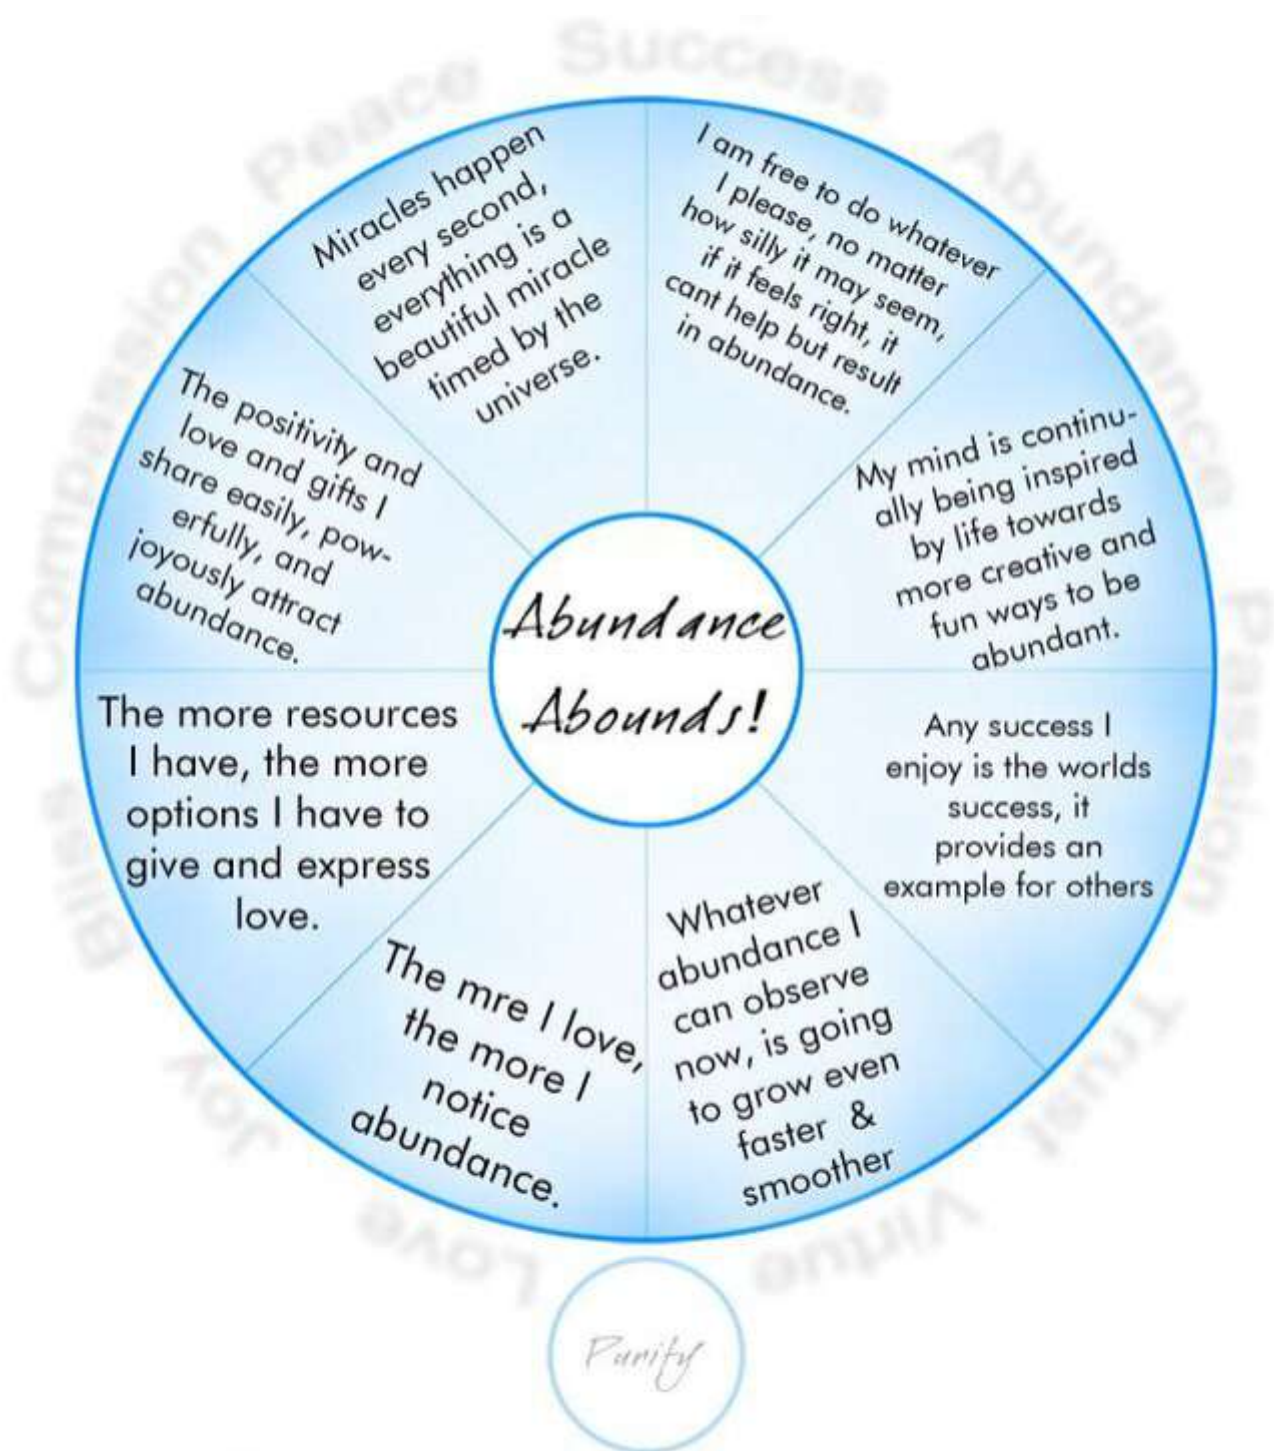 Success
Abundance
Passion
Trust
Virtue
Love
Joy
Bliss
Compassion
Peace
I am free to do whatever
I please, no matter
how silly it may seem,
if it feels right, it
cant help but result
in abundance.
My mind is continu-
ally being inspired
by life towards
more creative and
fun ways to be
abundant.
Any success I
enjoy is the worlds
success, it
provides an
example for others
Whatever
abundance I
can observe
now, is going
to grow even
faster &
smoother
The mre I love,
the more I
notice
abundance.
The more resources
I have, the more
options I have to
give and express
love.
The positivity and
love and gifts I
share easily, pow-
erfully, and
joyously attract
abundance.
Miracles happen
every second,
everything is a
beautiful miracle
timed by the
universe.
Abundance
Abounds!
Purify